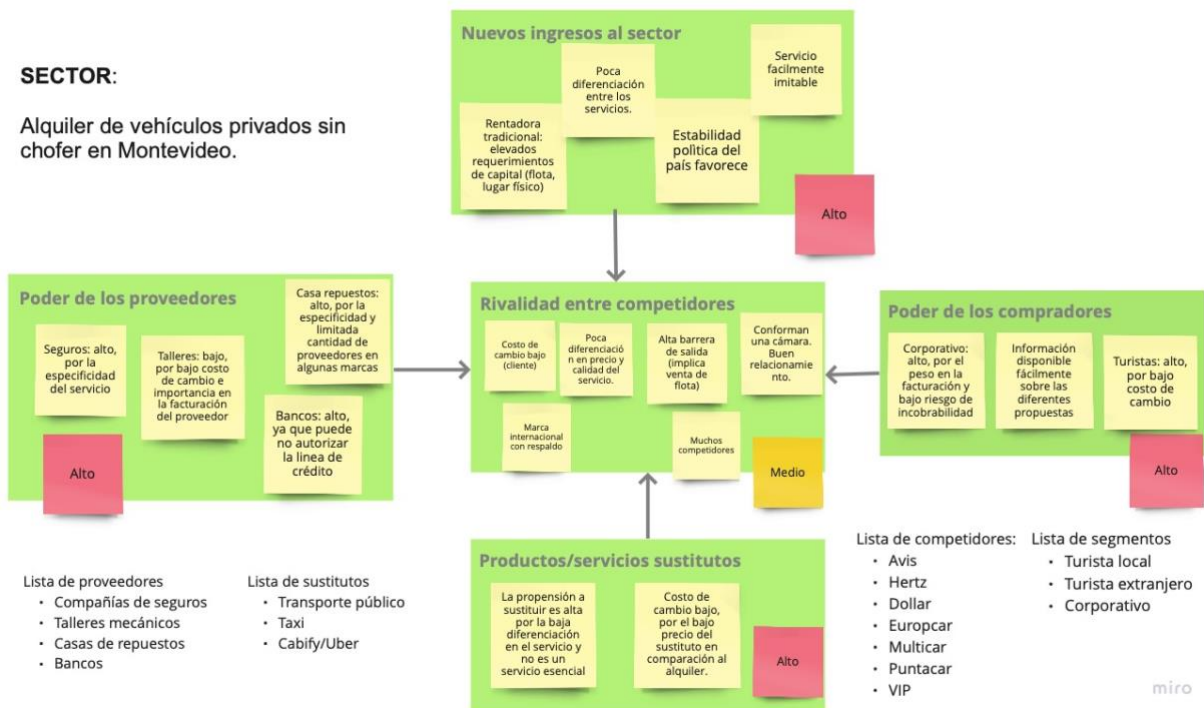 SECTOR:
Alquiler de vehículos privados sin
chofer en Montevideo.
Nuevos ingresos al sector
Rentadora
tradicional:
elevados
requerimientos
de capital (flota,
lugar físico)
Poca
diferenciación
entre los
servicios.
Estabilidad
polìtica del
país favorece
Servicio
facilmente
imitable
Alto
Poder de los proveedores
Seguros: alto,
por la
especificidad
del servicio
Talleres: bajo,
por bajo costo
de cambio e
importancia en
la facturación
del proveedor
Casa repuestos:
alto, por la
especificidad y
limitada
cantidad de
proveedores en
algunas marcas
Bancos: alto,
ya que puede
no autorizar
la linea de
crédito
Alto
Rivalidad entre competidores
Costo de
cambio bajo
(cliente)
Poca
diferenciació
n en precio y
calidad del
servicio.
Alta barrera
de salida
(implica
venta de
flota)
Conforman
una cámara.
Buen
relacionamie
nto.
Marca
internacional
con respaldo
Muchos
competidores
Medio
Poder de los compradores
Corporativo:
alto, por el
peso en la
facturación y
bajo riesgo de
incobrabilidad
Información
disponible
fácilmente
sobre las
diferentes
propuestas
Turistas: alto,
por bajo
costo de
cambio
Alto
Productos/servicios sustitutos
La propensión a
sustituir es alta
por la baja
diferenciación
en el servicio y
no es un
servicio esencial
Costo de
cambio bajo,
por el bajo
precio del
sustituto en
comparación al
alquiler.
Alto
Lista de proveedores
• Compañías de seguros
• Talleres mecánicos
• Casas de repuestos
• Bancos
Lista de sustitutos
• Transporte público
• Taxi
• Cabify/Uber
Lista de competidores:
• Avis
• Hertz
• Dollar
• Europcar
• Multicar
• Puntacar
• VIP
Lista de segmentos
• Turista local
• Turista extranjero
• Corporativo
miro